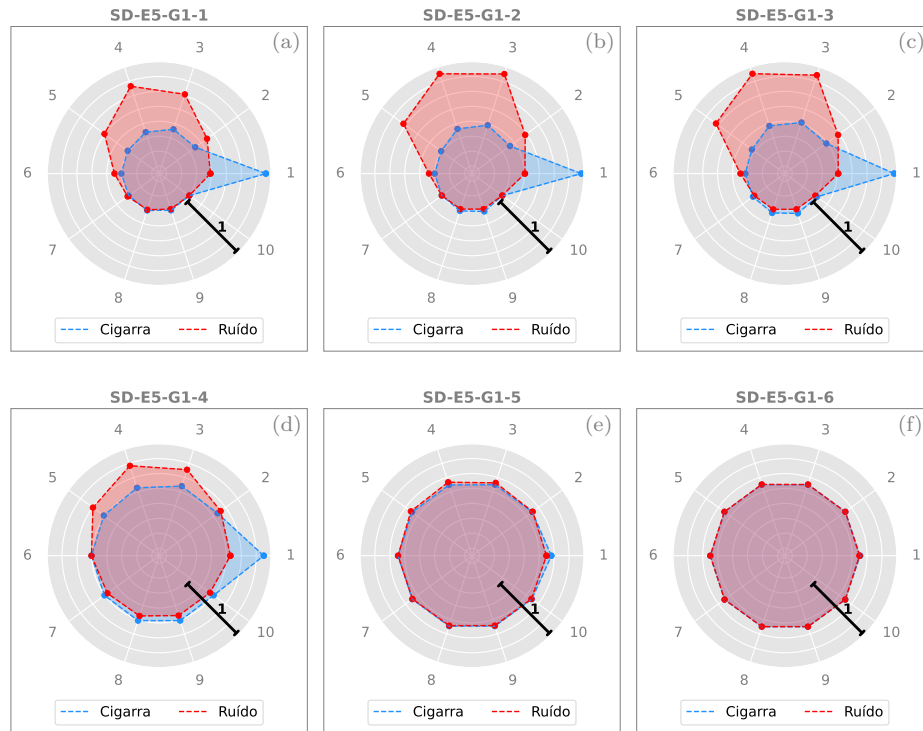 SD-E5-G1-1
(a)
4 3
5 2
6 1
7 10
8 9
1
Cigarra Ruído
SD-E5-G1-2
(b)
4 3
5 2
6 1
7 10
8 9
1
Cigarra Ruído
SD-E5-G1-3
(c)
4 3
5 2
6 1
7 10
8 9
1
Cigarra Ruído
SD-E5-G1-4
(d)
4 3
5 2
6 1
7 10
8 9
1
Cigarra Ruído
SD-E5-G1-5
(e)
4 3
5 2
6 1
7 10
8 9
1
Cigarra Ruído
SD-E5-G1-6
(f)
4 3
5 2
6 1
7 10
8 9
1
Cigarra Ruído